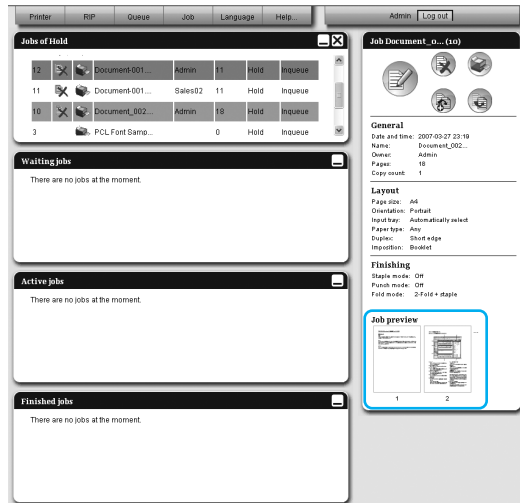 Printer RIP Queue Job Language Help... Admin Log out
Jobs of Hold
12 Document-001... Admin 11 Hold Inqueue
11 Document-001... Sales02 11 Hold Inqueue
10 Document_002... Admin 18 Hold Inqueue
3 PCL Font Samp... 0 Hold Inqueue
Waiting jobs
There are no jobs at the moment.
Active jobs
There are no jobs at the moment.
Finished jobs
There are no jobs at the moment.
Job Document_0... (10)
General
Date and time: 2007-03-27 23:19
Name: Document_002...
Owner: Admin
Pages: 18
Copy count: 1
Layout
Page size: A4
Orientation: Portrait
Input tray: Automatically select
Paper type: Any
Duplex: Short edge
Imposition: Booklet
Finishing
Staple mode: Off
Punch mode: Off
Fold mode: 2-Fold + staple
Job preview
1 2